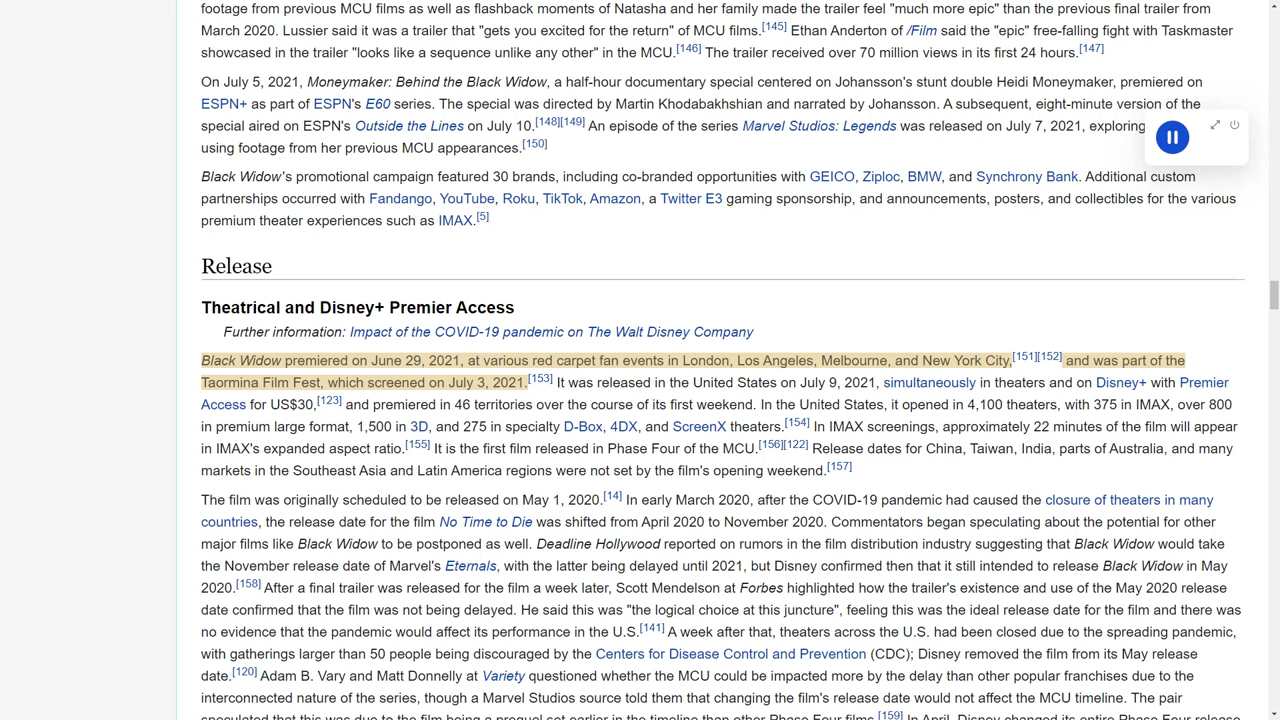 footage from previous MCU films as well as flashback moments of Natasha and her family made the trailer feel "much more epic" than the previous final trailer from
March 2020. Lussier said it was a trailer that "gets you excited for the return" of MCU films.[145] Ethan Anderton of /Film said the "epic" free-falling fight with Taskmaster
showcased in the trailer "looks like a sequence unlike any other" in the MCU.[146] The trailer received over 70 million views in its first 24 hours.[147]
On July 5, 2021, Moneymaker: Behind the Black Widow, a half-hour documentary special centered on Johansson's stunt double Heidi Moneymaker, premiered on
ESPN+ as part of ESPN's E60 series. The special was directed by Martin Khodabakhshian and narrated by Johansson. A subsequent, eight-minute version of the
special aired on ESPN's Outside the Lines on July 10.[148][149] An episode of the series Marvel Studios: Legends was released on July 7, 2021, exploring
using footage from her previous MCU appearances.[150]
Black Widow's promotional campaign featured 30 brands, including co-branded opportunities with GEICO, Ziploc, BMW, and Synchrony Bank. Additional custom
partnerships occurred with Fandango, YouTube, Roku, TikTok, Amazon, a Twitter E3 gaming sponsorship, and announcements, posters, and collectibles for the various
premium theater experiences such as IMAX.[5]
Release
Theatrical and Disney+ Premier Access
Further information: Impact of the COVID-19 pandemic on The Walt Disney Company
Black Widow premiered on June 29, 2021, at various red carpet fan events in London, Los Angeles, Melbourne, and New York City,[151][152] and was part of the
Taormina Film Fest, which screened on July 3, 2021.[153] It was released in the United States on July 9, 2021, simultaneously in theaters and on Disney+ with Premier
Access for US$30,[123] and premiered in 46 territories over the course of its first weekend. In the United States, it opened in 4,100 theaters, with 375 in IMAX, over 800
in premium large format, 1,500 in 3D, and 275 in specialty D-Box, 4DX, and ScreenX theaters.[154] In IMAX screenings, approximately 22 minutes of the film will appear
in IMAX's expanded aspect ratio.[155] It is the first film released in Phase Four of the MCU.[156][122] Release dates for China, Taiwan, India, parts of Australia, and many
markets in the Southeast Asia and Latin America regions were not set by the film's opening weekend.[157]
The film was originally scheduled to be released on May 1, 2020.[14] In early March 2020, after the COVID-19 pandemic had caused the closure of theaters in many
countries, the release date for the film No Time to Die was shifted from April 2020 to November 2020. Commentators began speculating about the potential for other
major films like Black Widow to be postponed as well. Deadline Hollywood reported on rumors in the film distribution industry suggesting that Black Widow would take
the November release date of Marvel's Eternals, with the latter being delayed until 2021, but Disney confirmed then that it still intended to release Black Widow in May
2020.[158] After a final trailer was released for the film a week later, Scott Mendelson at Forbes highlighted how the trailer's existence and use of the May 2020 release
date confirmed that the film was not being delayed. He said this was "the logical choice at this juncture", feeling this was the ideal release date for the film and there was
no evidence that the pandemic would affect its performance in the U.S.[141] A week after that, theaters across the U.S. had been closed due to the spreading pandemic,
with gatherings larger than 50 people being discouraged by the Centers for Disease Control and Prevention (CDC); Disney removed the film from its May release
date.[120] Adam B. Vary and Matt Donnelly at Variety questioned whether the MCU could be impacted more by the delay than other popular franchises due to the
interconnected nature of the series, though a Marvel Studios source told them that changing the film's release date would not affect the MCU timeline. The pair
speculated that this was due to the film being a prequel set earlier in the timeline than other Phase Four films.[159] In April, Disney changed its entire Phase Four release